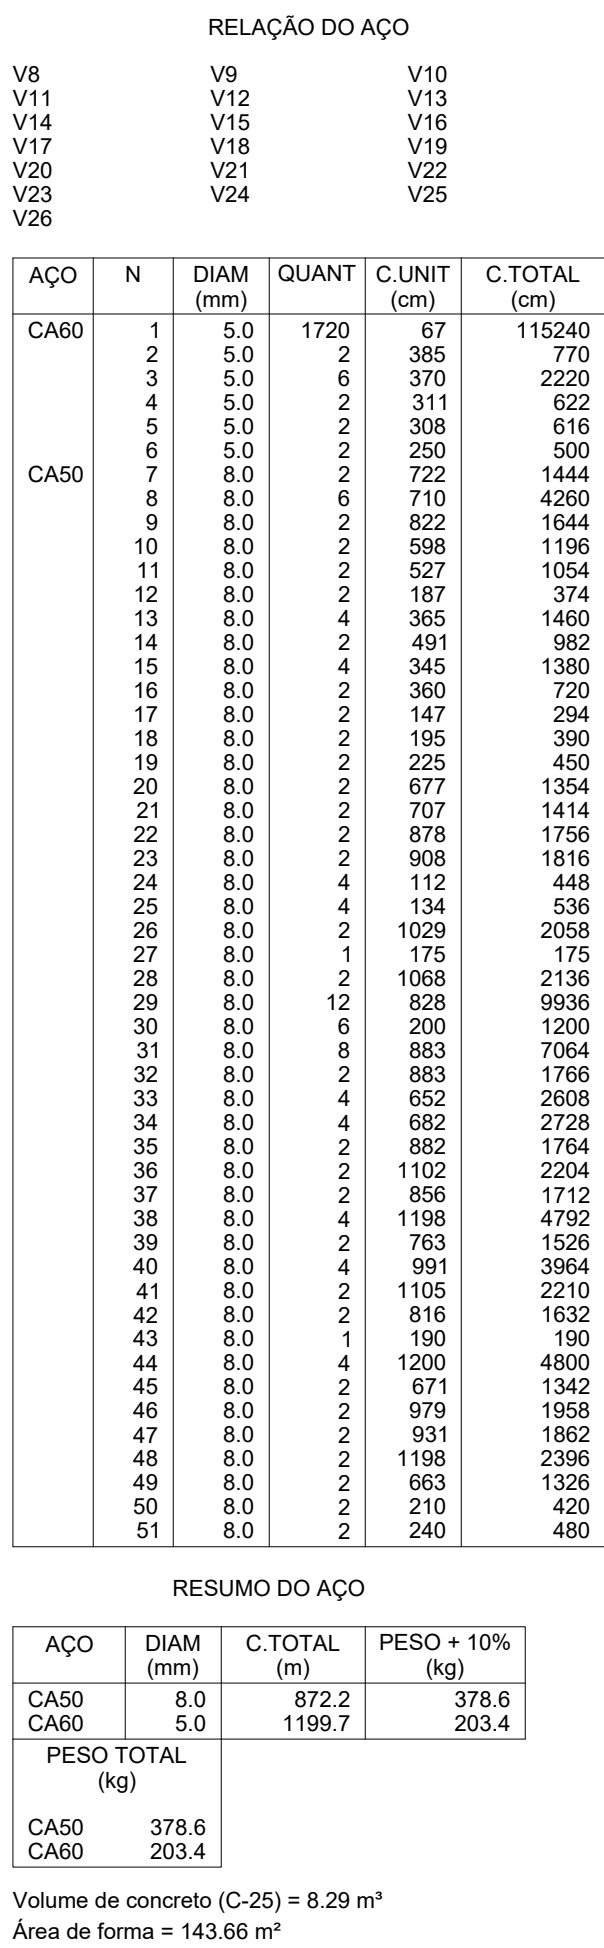 RELAÇÃO DO AÇO
V8 V9 V10
V11 V12 V13
V14 V15 V16
V17 V18 V19
V20 V21 V22
V23 V24 V25
V26
AÇO N DIAM QUANT C.UNIT C.TOTAL
(mm) (cm) (cm)
CA60 1 5.0 1720 67 115240
2 5.0 2 385 770
3 5.0 6 370 2220
4 5.0 2 311 622
5 5.0 2 308 616
6 5.0 2 250 500
CA50 7 8.0 2 722 1444
8 8.0 6 710 4260
9 8.0 2 822 1644
10 8.0 2 598 1196
11 8.0 2 527 1054
12 8.0 2 187 374
13 8.0 4 365 1460
14 8.0 2 491 982
15 8.0 4 345 1380
16 8.0 2 360 720
17 8.0 2 147 294
18 8.0 2 195 390
19 8.0 2 225 450
20 8.0 2 677 1354
21 8.0 2 707 1414
22 8.0 2 878 1756
23 8.0 2 908 1816
24 8.0 4 112 448
25 8.0 4 134 536
26 8.0 2 1029 2058
27 8.0 1 175 175
28 8.0 2 1068 2136
29 8.0 12 828 9936
30 8.0 6 200 1200
31 8.0 8 883 7064
32 8.0 2 883 1766
33 8.0 4 652 2608
34 8.0 4 682 2728
35 8.0 2 882 1764
36 8.0 2 1102 2204
37 8.0 2 856 1712
38 8.0 4 1198 4792
39 8.0 2 763 1526
40 8.0 4 991 3964
41 8.0 2 1105 2210
42 8.0 2 816 1632
43 8.0 1 190 190
44 8.0 4 1200 4800
45 8.0 2 671 1342
46 8.0 2 979 1958
47 8.0 2 931 1862
48 8.0 2 1198 2396
49 8.0 2 663 1326
50 8.0 2 210 420
51 8.0 2 240 480
RESUMO DO AÇO
AÇO DIAM C.TOTAL PESO + 10%
(mm) (m) (kg)
CA50 8.0 872.2 378.6
CA60 5.0 1199.7 203.4
PESO TOTAL
(kg)
CA50 378.6
CA60 203.4
Volume de concreto (C-25) = 8.29 m³
Área de forma = 143.66 m²